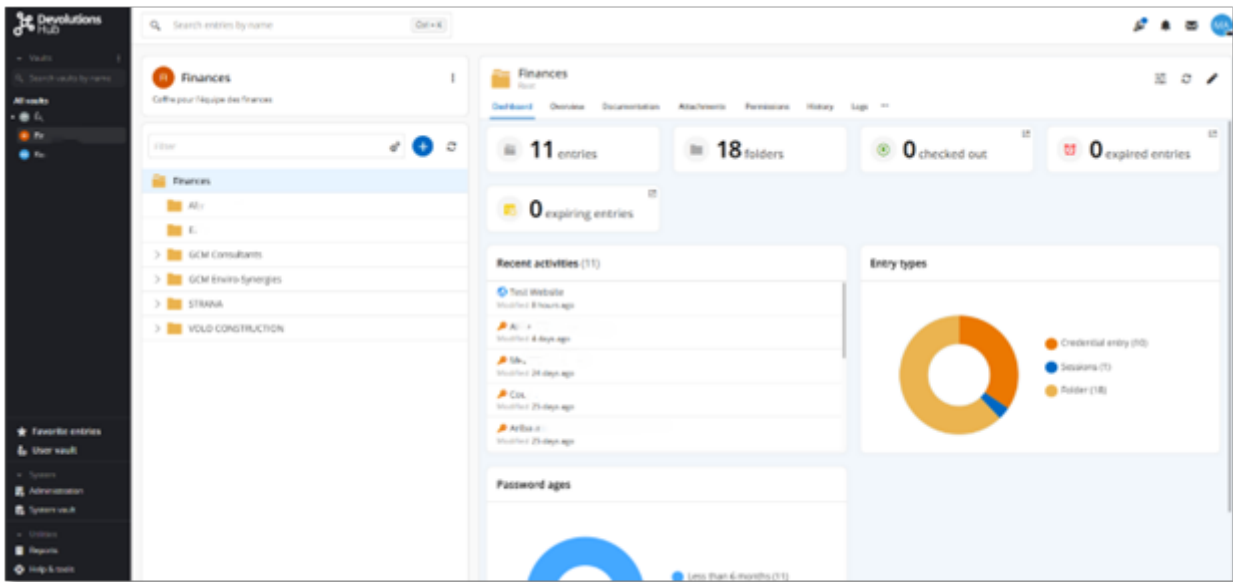 Devolutions
Hub
Search entries by name
Ctrl + K
Vaults
Search vaults by name
All vaults
Finances
Coffre pour l'équipe des finances
Filter
Finances
GCM Consultants
GCM Enviro-Synergies
STRANA
VOLO CONSTRUCTION
Favorite entries
User vault
System
Administration
System vault
Utilities
Reports
Help & tools
Finances
Root
Dashboard Overview Documentation Attachments Permissions History Logs
11 entries
18 folders
0 checked out
0 expired entries
0 expiring entries
Recent activities (11)
Test Website
Modified 8 hours ago
Modified 4 days ago
Modified 24 days ago
Modified 25 days ago
Modified 25 days ago
Entry types
Credential entry (10)
Sessions (1)
Folder (18)
Password ages
Less than 6 months (11)